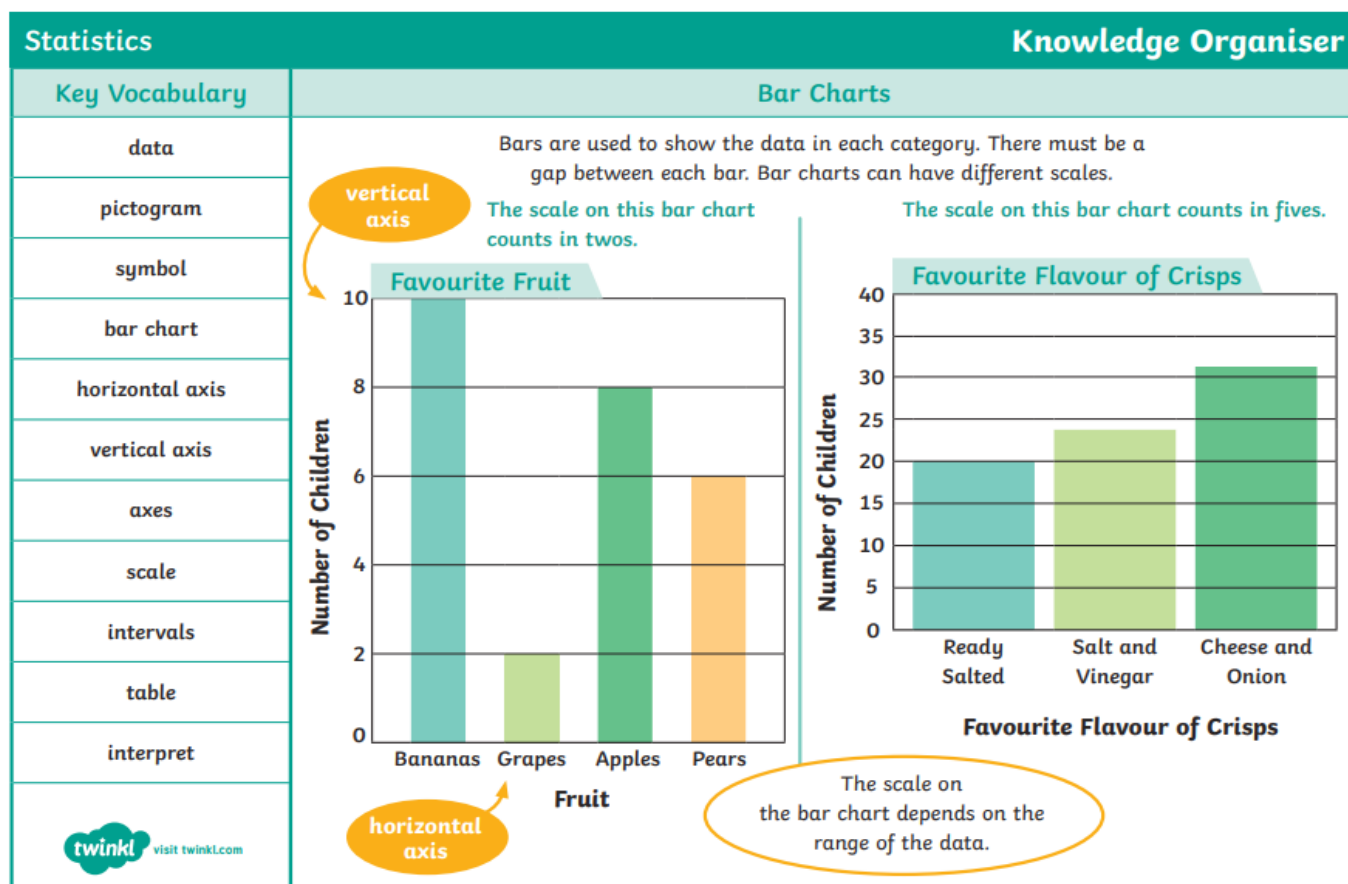 Statistics
Knowledge Organiser
Key Vocabulary
data
pictogram
symbol
bar chart
horizontal axis
vertical axis
axes
scale
intervals
table
interpret
twinkl visit twinkl.com
Bar Charts
Bars are used to show the data in each category. There must be a
gap between each bar. Bar charts can have different scales.
vertical
axis
The scale on this bar chart
counts in twos.
Favourite Fruit
10
8
6
4
2
0
Number of Children
Bananas Grapes Apples Pears
Fruit
horizontal
axis
The scale on this bar chart counts in fives.
Favourite Flavour of Crisps
40
35
30
25
20
15
10
5
0
Number of Children
Ready Salt and Cheese and
Salted Vinegar Onion
Favourite Flavour of Crisps
The scale on
the bar chart depends on the
range of the data.